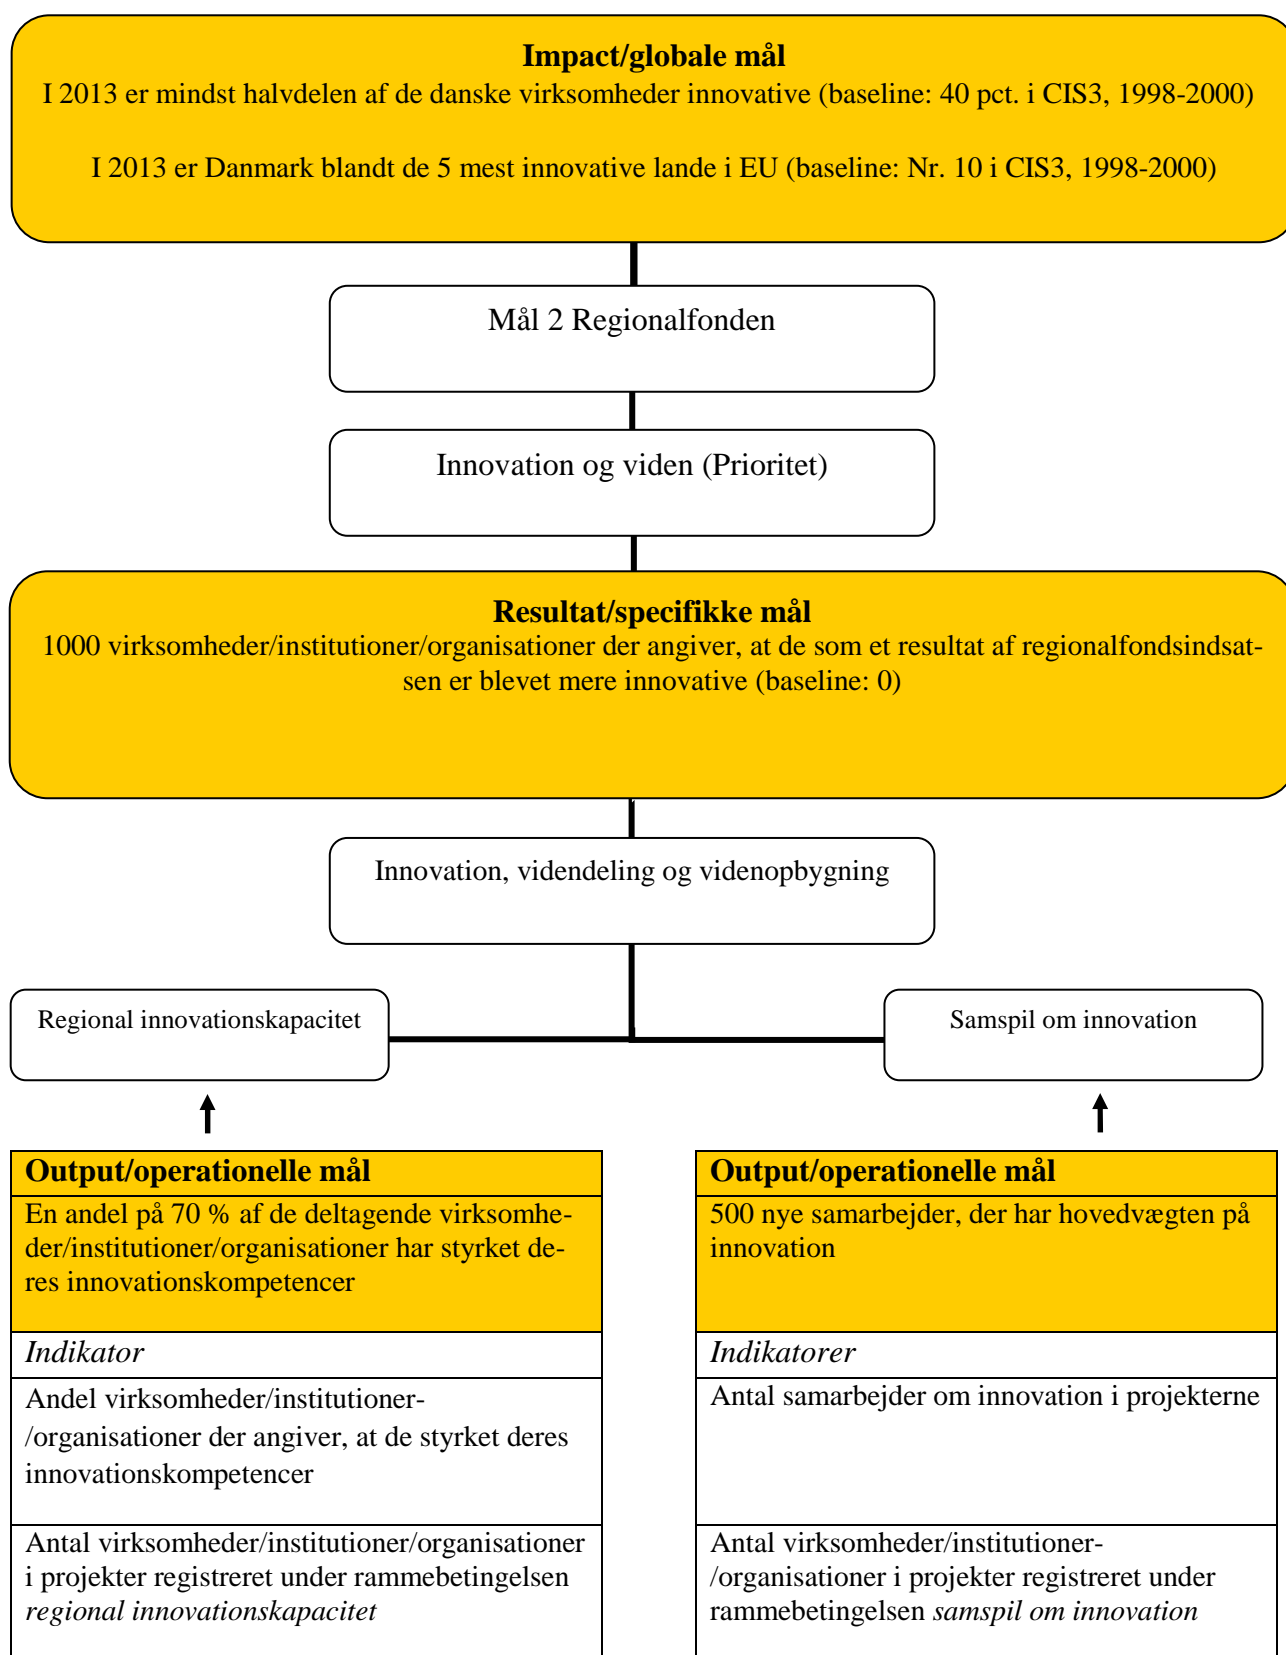 Impact/globale mål
I 2013 er mindst halvdelen af de danske virksomheder innovative (baseline: 40 pct. i CIS3, 1998-2000)
I 2013 er Danmark blandt de 5 mest innovative lande i EU (baseline: Nr. 10 i CIS3, 1998-2000)
Mål 2 Regionalfonden
Innovation og viden (Prioritet)
Resultat/specifikke mål
1000 virksomheder/institutioner/organisationer der angiver, at de som et resultat af regionalfondsindsat-
sen er blevet mere innovative (baseline: 0)
Innovation, videndeling og videnopbygning
Regional innovationskapacitet
Samspil om innovation
Output/operationelle mål
En andel på 70 % af de deltagende virksomhe-
der/institutioner/organisationer har styrket de-
res innovationskompetencer
Indikator
Andel virksomheder/institutioner-
/organisationer der angiver, at de styrket deres
innovationskompetencer
Antal virksomheder/institutioner/organisationer
i projekter registreret under rammebetingelsen
regional innovationskapacitet
Output/operationelle mål
500 nye samarbejder, der har hovedvægten på
innovation
Indikatorer
Antal samarbejder om innovation i projekterne
Antal virksomheder/institutioner-
/organisationer i projekter registreret under
rammebetingelsen samspil om innovation